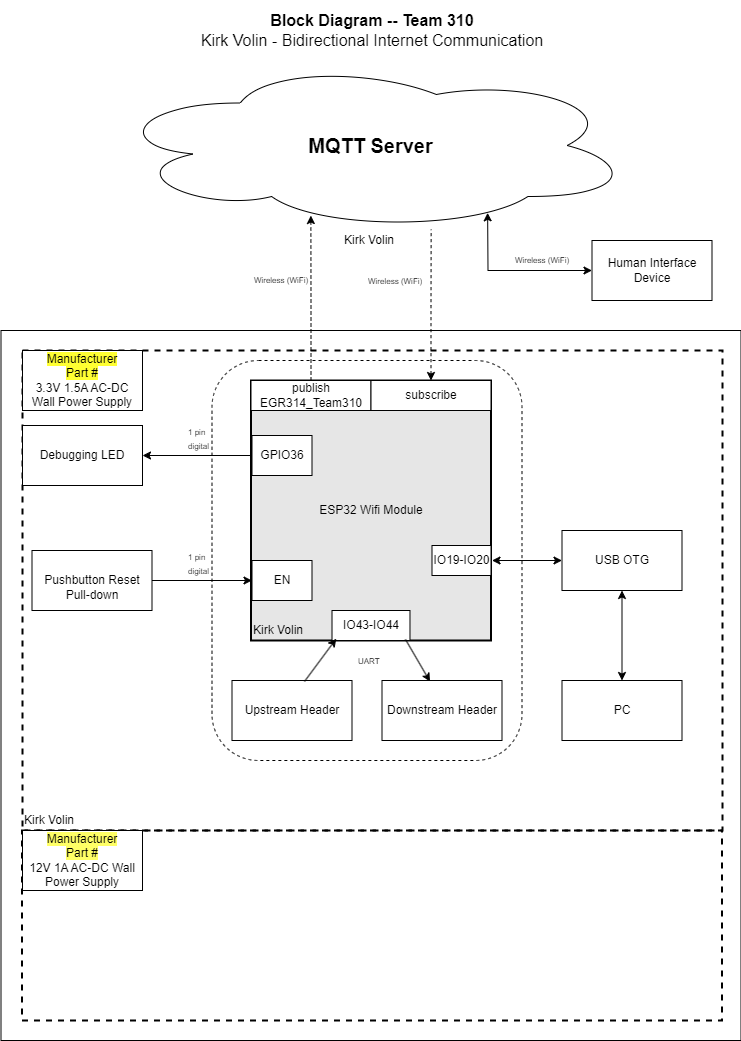 Block Diagram -- Team 310
Kirk Volin - Bidirectional Internet Communication
MQTT Server
Kirk Volin
Wireless (WiFi)
Human Interface
Device
Wireless (WiFi)
Wireless (WiFi)
Manufacturer
Part #
3.3V 1.5A AC-DC
Wall Power Supply
publish
EGR314_Team310
subscribe
1 pin
digital
Debugging LED
GPIO36
ESP32 Wifi Module
IO19-IO20
USB OTG
1 pin
digital
Pushbutton Reset
Pull-down
EN
Kirk Volin
IO43-IO44
UART
Upstream Header
Downstream Header
PC
Kirk Volin
Manufacturer
Part #
12V 1A AC-DC Wall
Power Supply